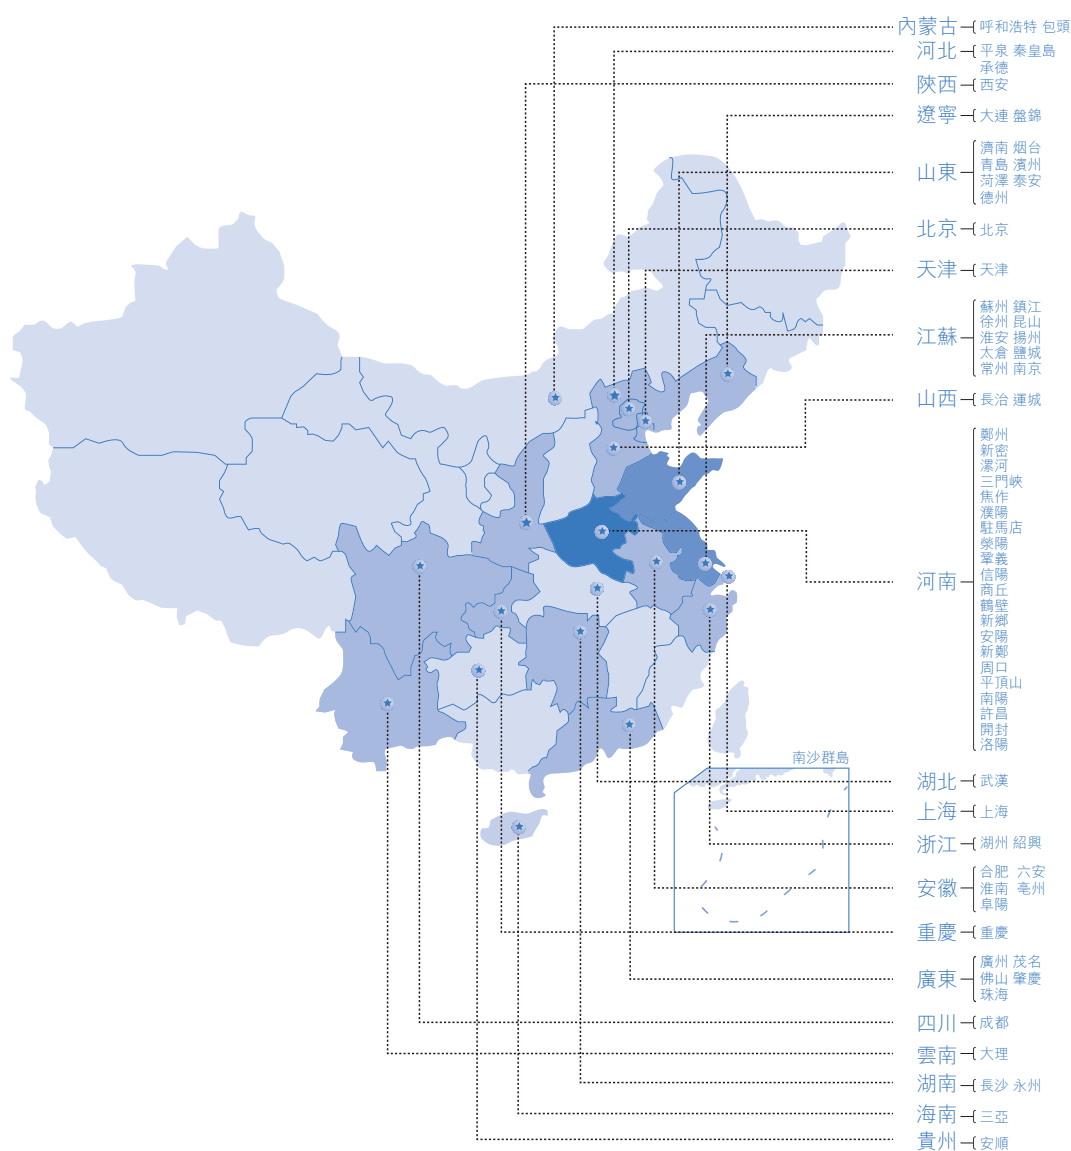 內蒙古 呼和浩特 包頭
河北 平泉 秦皇島
承德
陝西 西安
遼寧 大連 盤錦
濟南 烟台
青島 濱州
山東
菏澤 泰安
德州
北京 北京
天津 天津
蘇州 鎮江
徐州 昆山
江蘇 淮安 揚州
太倉 鹽城
常州 南京
山西 長治 運城
鄭州
新密
漯河
三門峽
焦作
濮陽
駐馬店
滎陽
鞏義
信陽
河南
商丘
鶴壁
新鄉
安陽
新鄭
周口
平頂山
南陽
許昌
開封
洛陽
南沙群島
湖北 武漢
上海 上海
浙江 湖州 紹興
合肥 六安
安徽 淮南 亳州
阜陽
重慶 重慶
廣州 茂名
廣東 佛山 肇慶
珠海
四川 成都
雲南 大理
湖南 長沙 永州
海南 三亞
貴州 安順